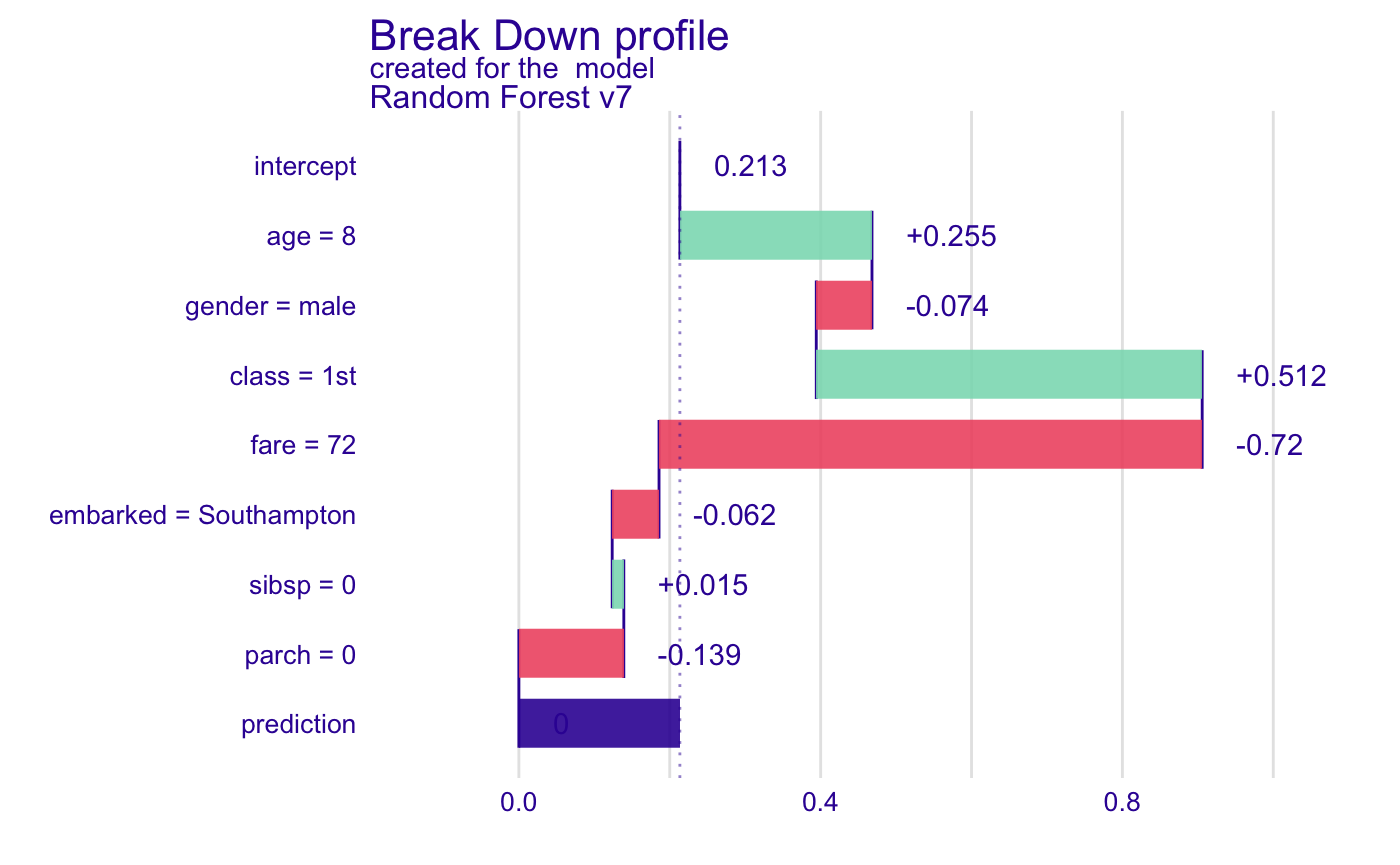 Break Down profile
created for the  model
Random Forest v7
intercept 0.213
age = 8 +0.255
gender = male -0.074
class = 1st +0.512
fare = 72 -0.72
embarked = Southampton -0.062
sibsp = 0 +0.015
parch = 0 -0.139
prediction 0
0.0 0.4 0.8